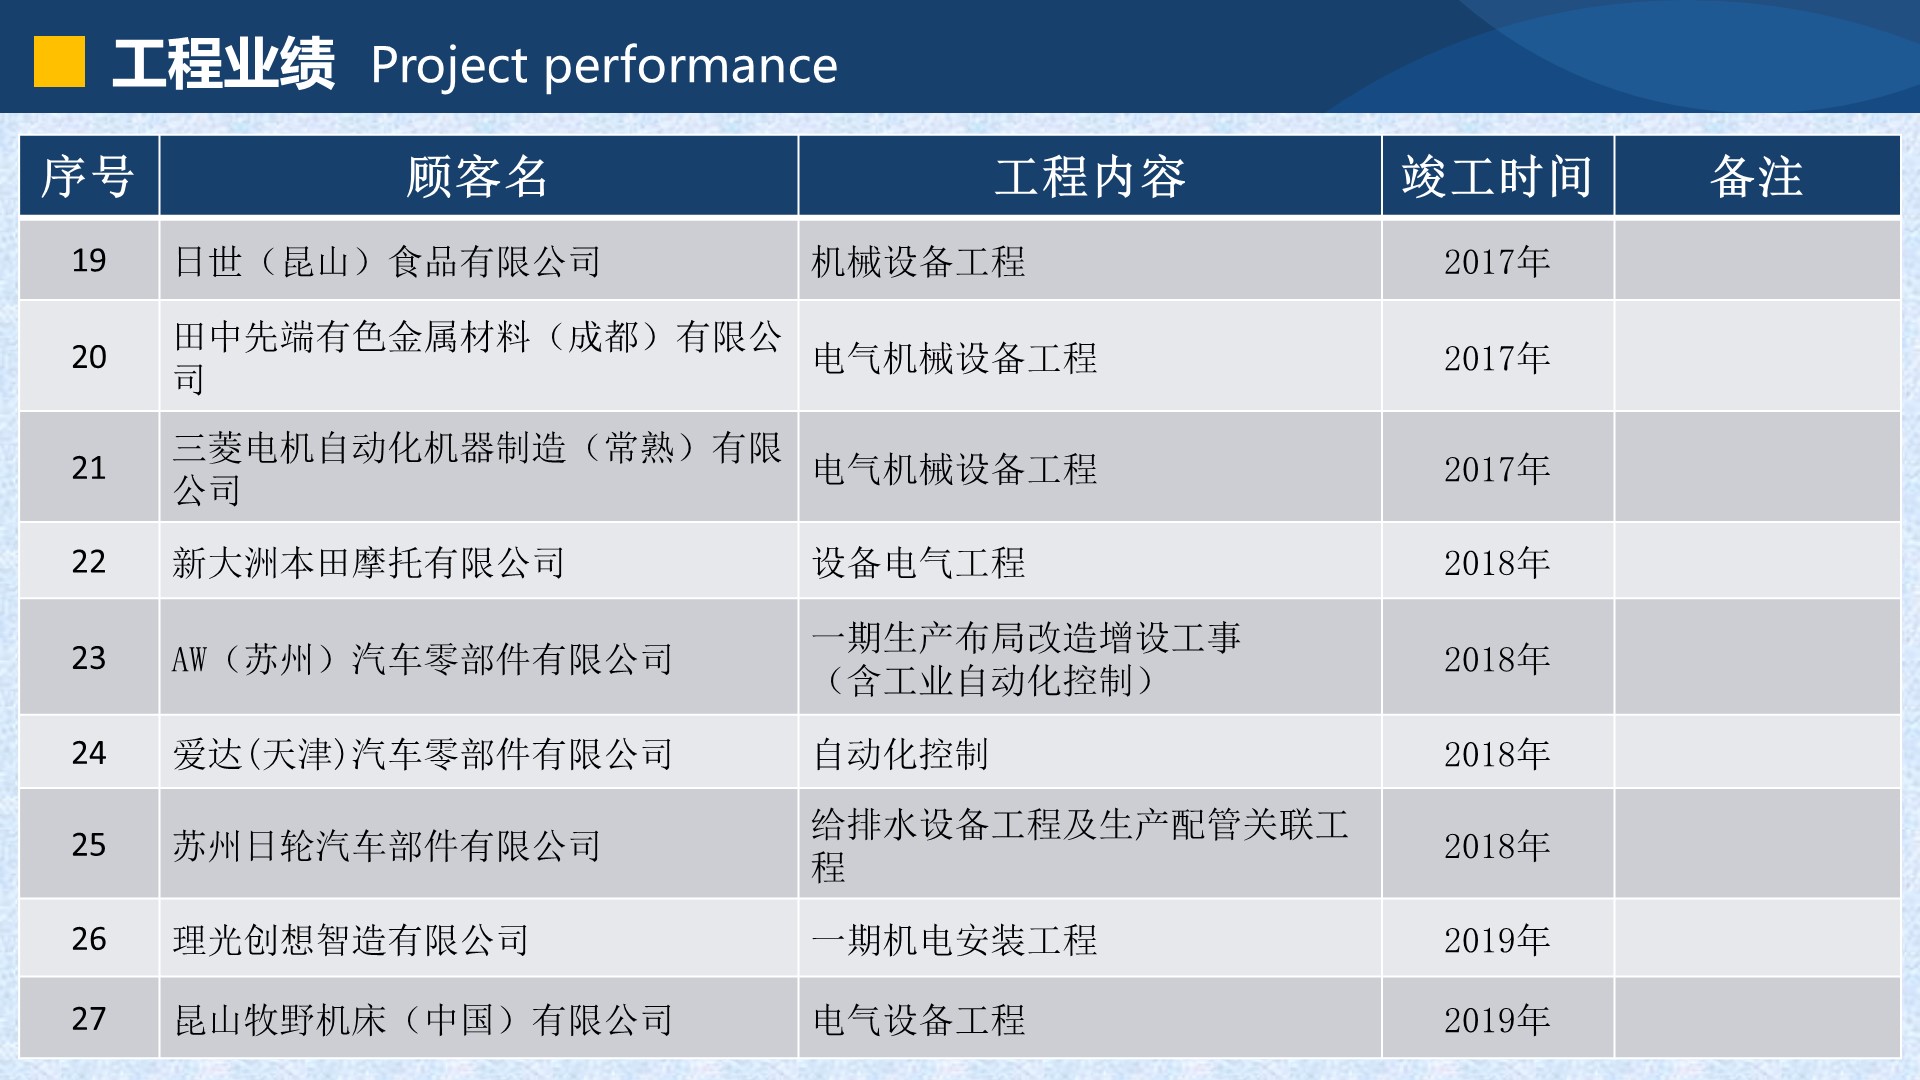 工程业绩 Project performance
序号 顾客名 工程内容 竣工时间 备注
19 日世（昆山）食品有限公司 机械设备工程 2017年
20 田中先端有色金属材料（成都）有限公
司 电气机械设备工程 2017年
21 三菱电机自动化机器制造（常熟）有限
公司 电气机械设备工程 2017年
22 新大洲本田摩托有限公司 设备电气工程 2018年
23 AW（苏州）汽车零部件有限公司 一期生产布局改造增设工事
（含工业自动化控制） 2018年
24 爱达(天津)汽车零部件有限公司 自动化控制 2018年
25 苏州日轮汽车部件有限公司 给排水设备工程及生产配管关联工
程 2018年
26 理光创想智造有限公司 一期机电安装工程 2019年
27 昆山牧野机床（中国）有限公司 电气设备工程 2019年